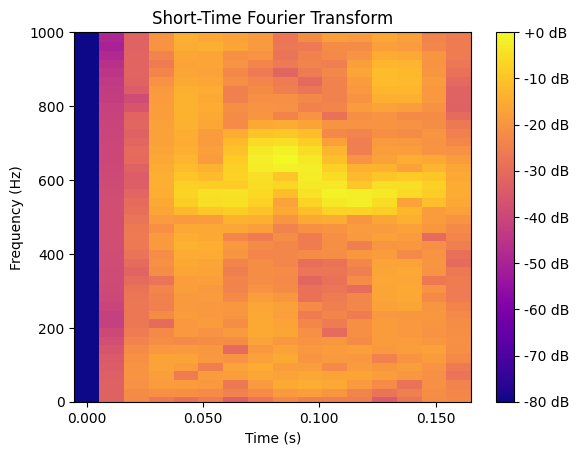 Short-Time Fourier Transform
Frequency (Hz)
1000
800
600
400
200
0
0.000
0.050
0.100
0.150
Time (s)
+0 dB
-10 dB
-20 dB
-30 dB
-40 dB
-50 dB
-60 dB
-70 dB
-80 dB